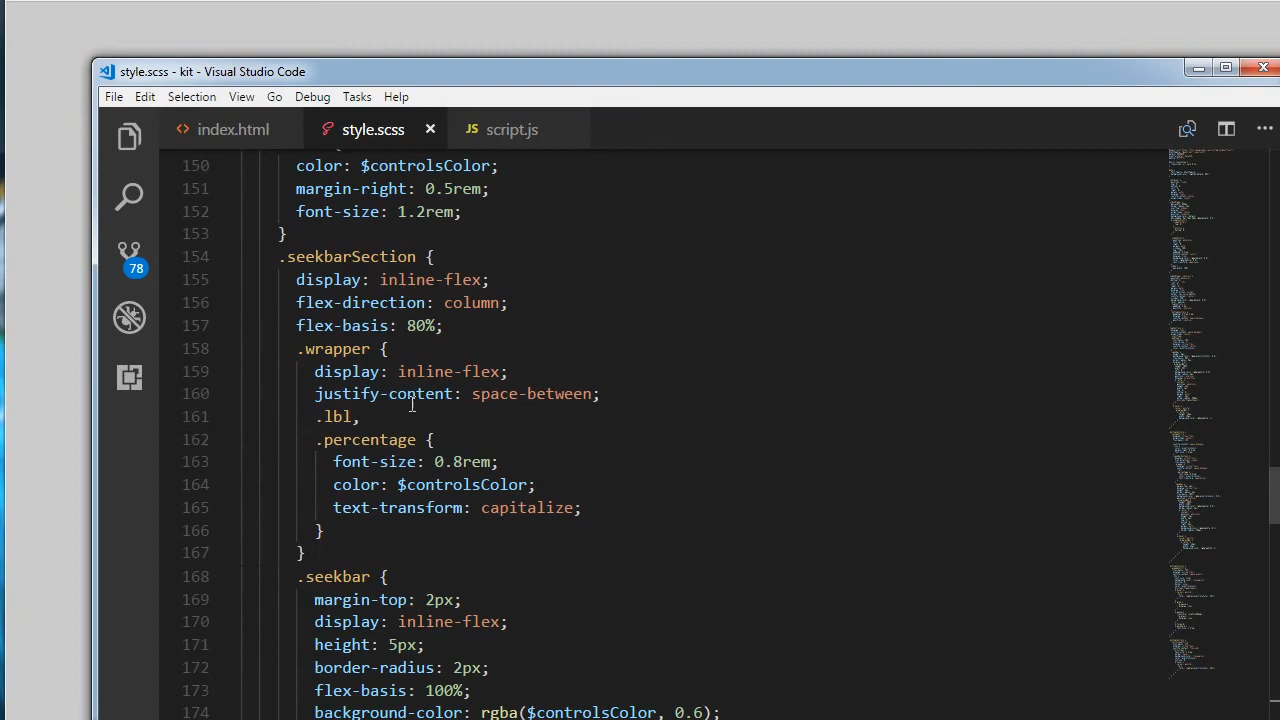 style.scss - kit - Visual Studio Code
File Edit Selection View Go Debug Tasks Help
<> index.html style.scss × JS script.js ···
150 color: $controlsColor;
151 margin-right: 0.5rem;
152 font-size: 1.2rem;
153 }
154 .seekbarSection {
155 display: inline-flex;
156 flex-direction: column;
157 flex-basis: 80%;
158 .wrapper {
159 display: inline-flex;
160 justify-content: space-between;
161 .lbl,
162 .percentage {
163 font-size: 0.8rem;
164 color: $controlsColor;
165 text-transform: capitalize;
166 }
167 }
168 .seekbar {
169 margin-top: 2px;
170 display: inline-flex;
171 height: 5px;
172 border-radius: 2px;
173 flex-basis: 100%;
174 background-color: rgba($controlsColor, 0.6);
78